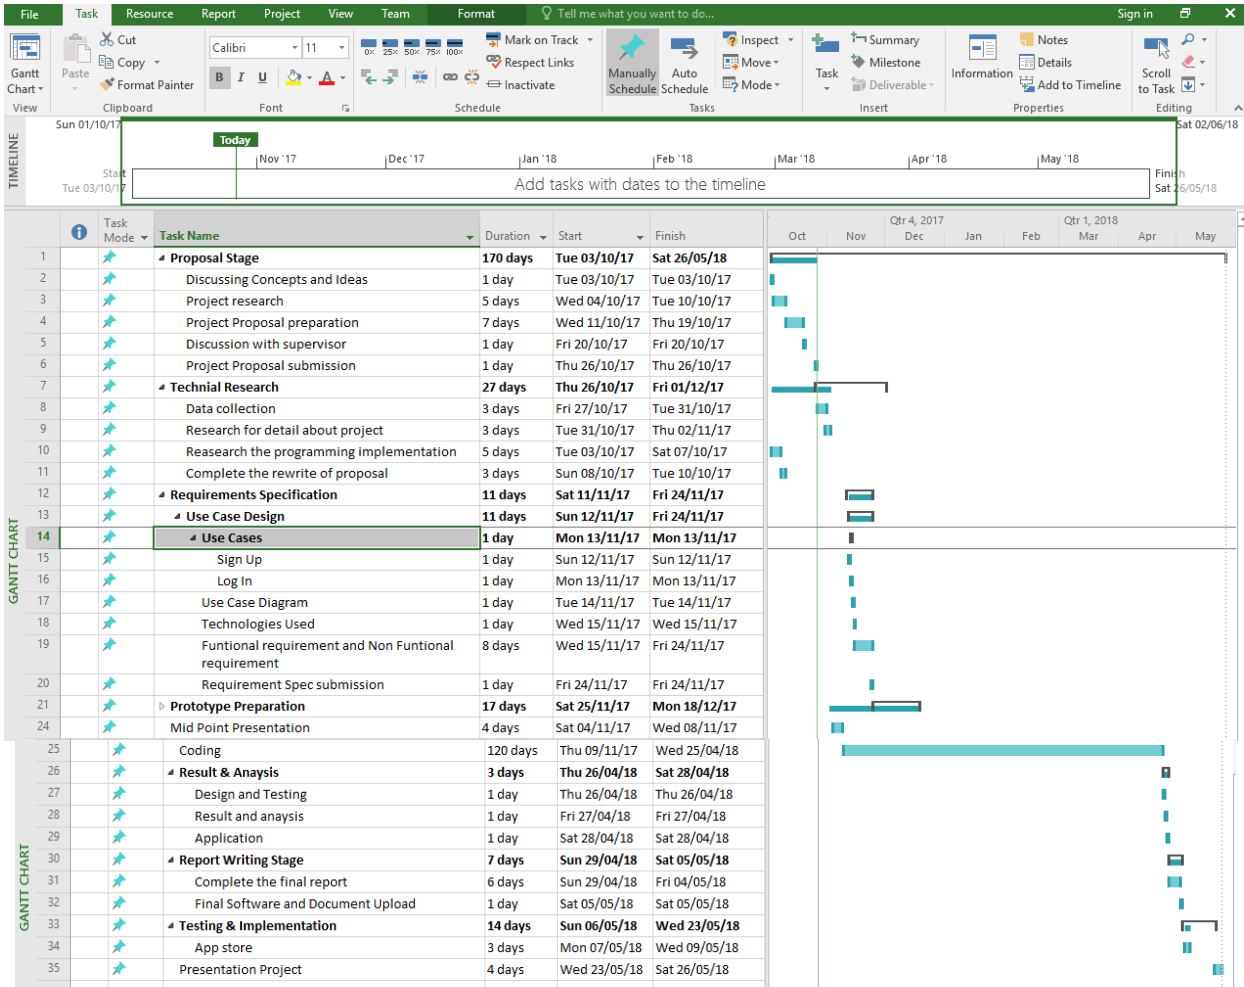 File Task Resource Report Project View Team Format Tell me what you want to do... Sign in
Gantt Chart
View
Paste
Cut
Copy
Format Painter
Clipboard
Calibri 11
B I U A
Font
0% 25% 50% 75% 100%
Mark on Track
Respect Links
Inactivate
Schedule
Manually Schedule
Auto Schedule
Inspect
Move
Mode
Tasks
Task
Summary
Milestone
Deliverable
Insert
Information
Notes
Details
Add to Timeline
Properties
Scroll to Task
Editing
TIMELINE
Sun 01/10/17 Sat 02/06/18
Today
Nov '17 Dec '17 Jan '18 Feb '18 Mar '18 Apr '18 May '18
Start
Tue 03/10/17
Add tasks with dates to the timeline
Finish
Sat 26/05/18
Task Mode Task Name Duration Start Finish
Qtr 4, 2017 Qtr 1, 2018
Oct Nov Dec Jan Feb Mar Apr May
GANTT CHART
1 Proposal Stage 170 days Tue 03/10/17 Sat 26/05/18
2 Discussing Concepts and Ideas 1 day Tue 03/10/17 Tue 03/10/17
3 Project research 5 days Wed 04/10/17 Tue 10/10/17
4 Project Proposal preparation 7 days Wed 11/10/17 Thu 19/10/17
5 Discussion with supervisor 1 day Fri 20/10/17 Fri 20/10/17
6 Project Proposal submission 1 day Thu 26/10/17 Thu 26/10/17
7 Technial Research 27 days Thu 26/10/17 Fri 01/12/17
8 Data collection 3 days Fri 27/10/17 Tue 31/10/17
9 Research for detail about project 3 days Tue 31/10/17 Thu 02/11/17
10 Reasearch the programming implementation 5 days Tue 03/10/17 Sat 07/10/17
11 Complete the rewrite of proposal 3 days Sun 08/10/17 Tue 10/10/17
12 Requirements Specification 11 days Sat 11/11/17 Fri 24/11/17
13 Use Case Design 11 days Sun 12/11/17 Fri 24/11/17
14 Use Cases 1 day Mon 13/11/17 Mon 13/11/17
15 Sign Up 1 day Sun 12/11/17 Sun 12/11/17
16 Log In 1 day Mon 13/11/17 Mon 13/11/17
17 Use Case Diagram 1 day Tue 14/11/17 Tue 14/11/17
18 Technologies Used 1 day Wed 15/11/17 Wed 15/11/17
19 Funtional requirement and Non Funtional 8 days Wed 15/11/17 Fri 24/11/17
requirement
20 Requirement Spec submission 1 day Fri 24/11/17 Fri 24/11/17
21 Prototype Preparation 17 days Sat 25/11/17 Mon 18/12/17
24 Mid Point Presentation 4 days Sat 04/11/17 Wed 08/11/17
GANTT CHART
25 Coding 120 days Thu 09/11/17 Wed 25/04/18
26 Result & Anaysis 3 days Thu 26/04/18 Sat 28/04/18
27 Design and Testing 1 day Thu 26/04/18 Thu 26/04/18
28 Result and anaysis 1 day Fri 27/04/18 Fri 27/04/18
29 Application 1 day Sat 28/04/18 Sat 28/04/18
30 Report Writing Stage 7 days Sun 29/04/18 Sat 05/05/18
31 Complete the final report 6 days Sun 29/04/18 Fri 04/05/18
32 Final Software and Document Upload 1 day Sat 05/05/18 Sat 05/05/18
33 Testing & Implementation 14 days Sun 06/05/18 Wed 23/05/18
34 App store 3 days Mon 07/05/18 Wed 09/05/18
35 Presentation Project 4 days Wed 23/05/18 Sat 26/05/18